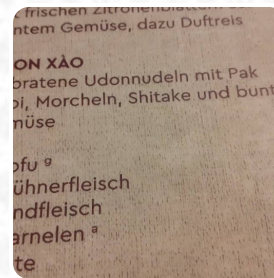 frischen Zitronenblättern
ntem Gemüse, dazu Duftreis
ON XÀO
bratene Udonnudeln mit Pak
oi, Morcheln, Shitake und bunt
müse
ofu g
ühnerfleisch
ndfleisch
arnelen a
te